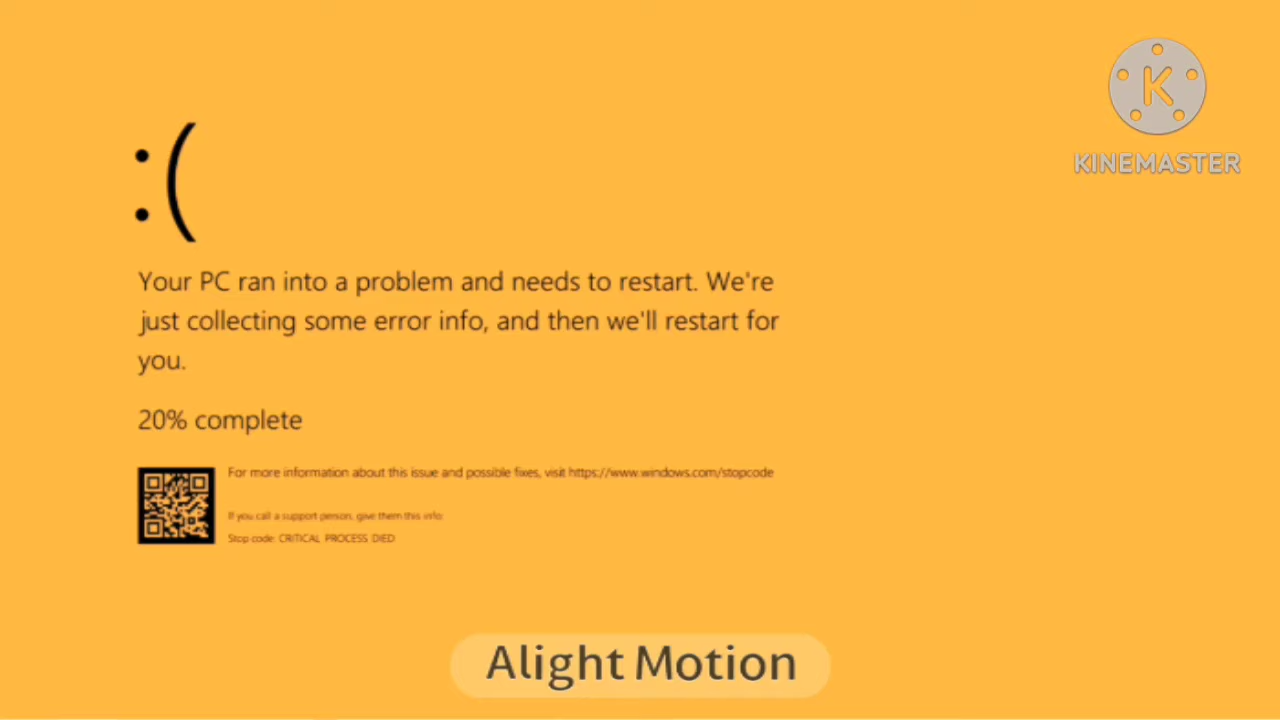 K
KINEMASTER
:(
Your PC ran into a problem and needs to restart. We're
just collecting some error info, and then we'll restart for
you.
20% complete
For more information about this issue and possible fixes, visit https://www.windows.com/stopcode
If you call a support person, give them this info:
Stop code: CRITICAL PROCESS DIED
Alight Motion